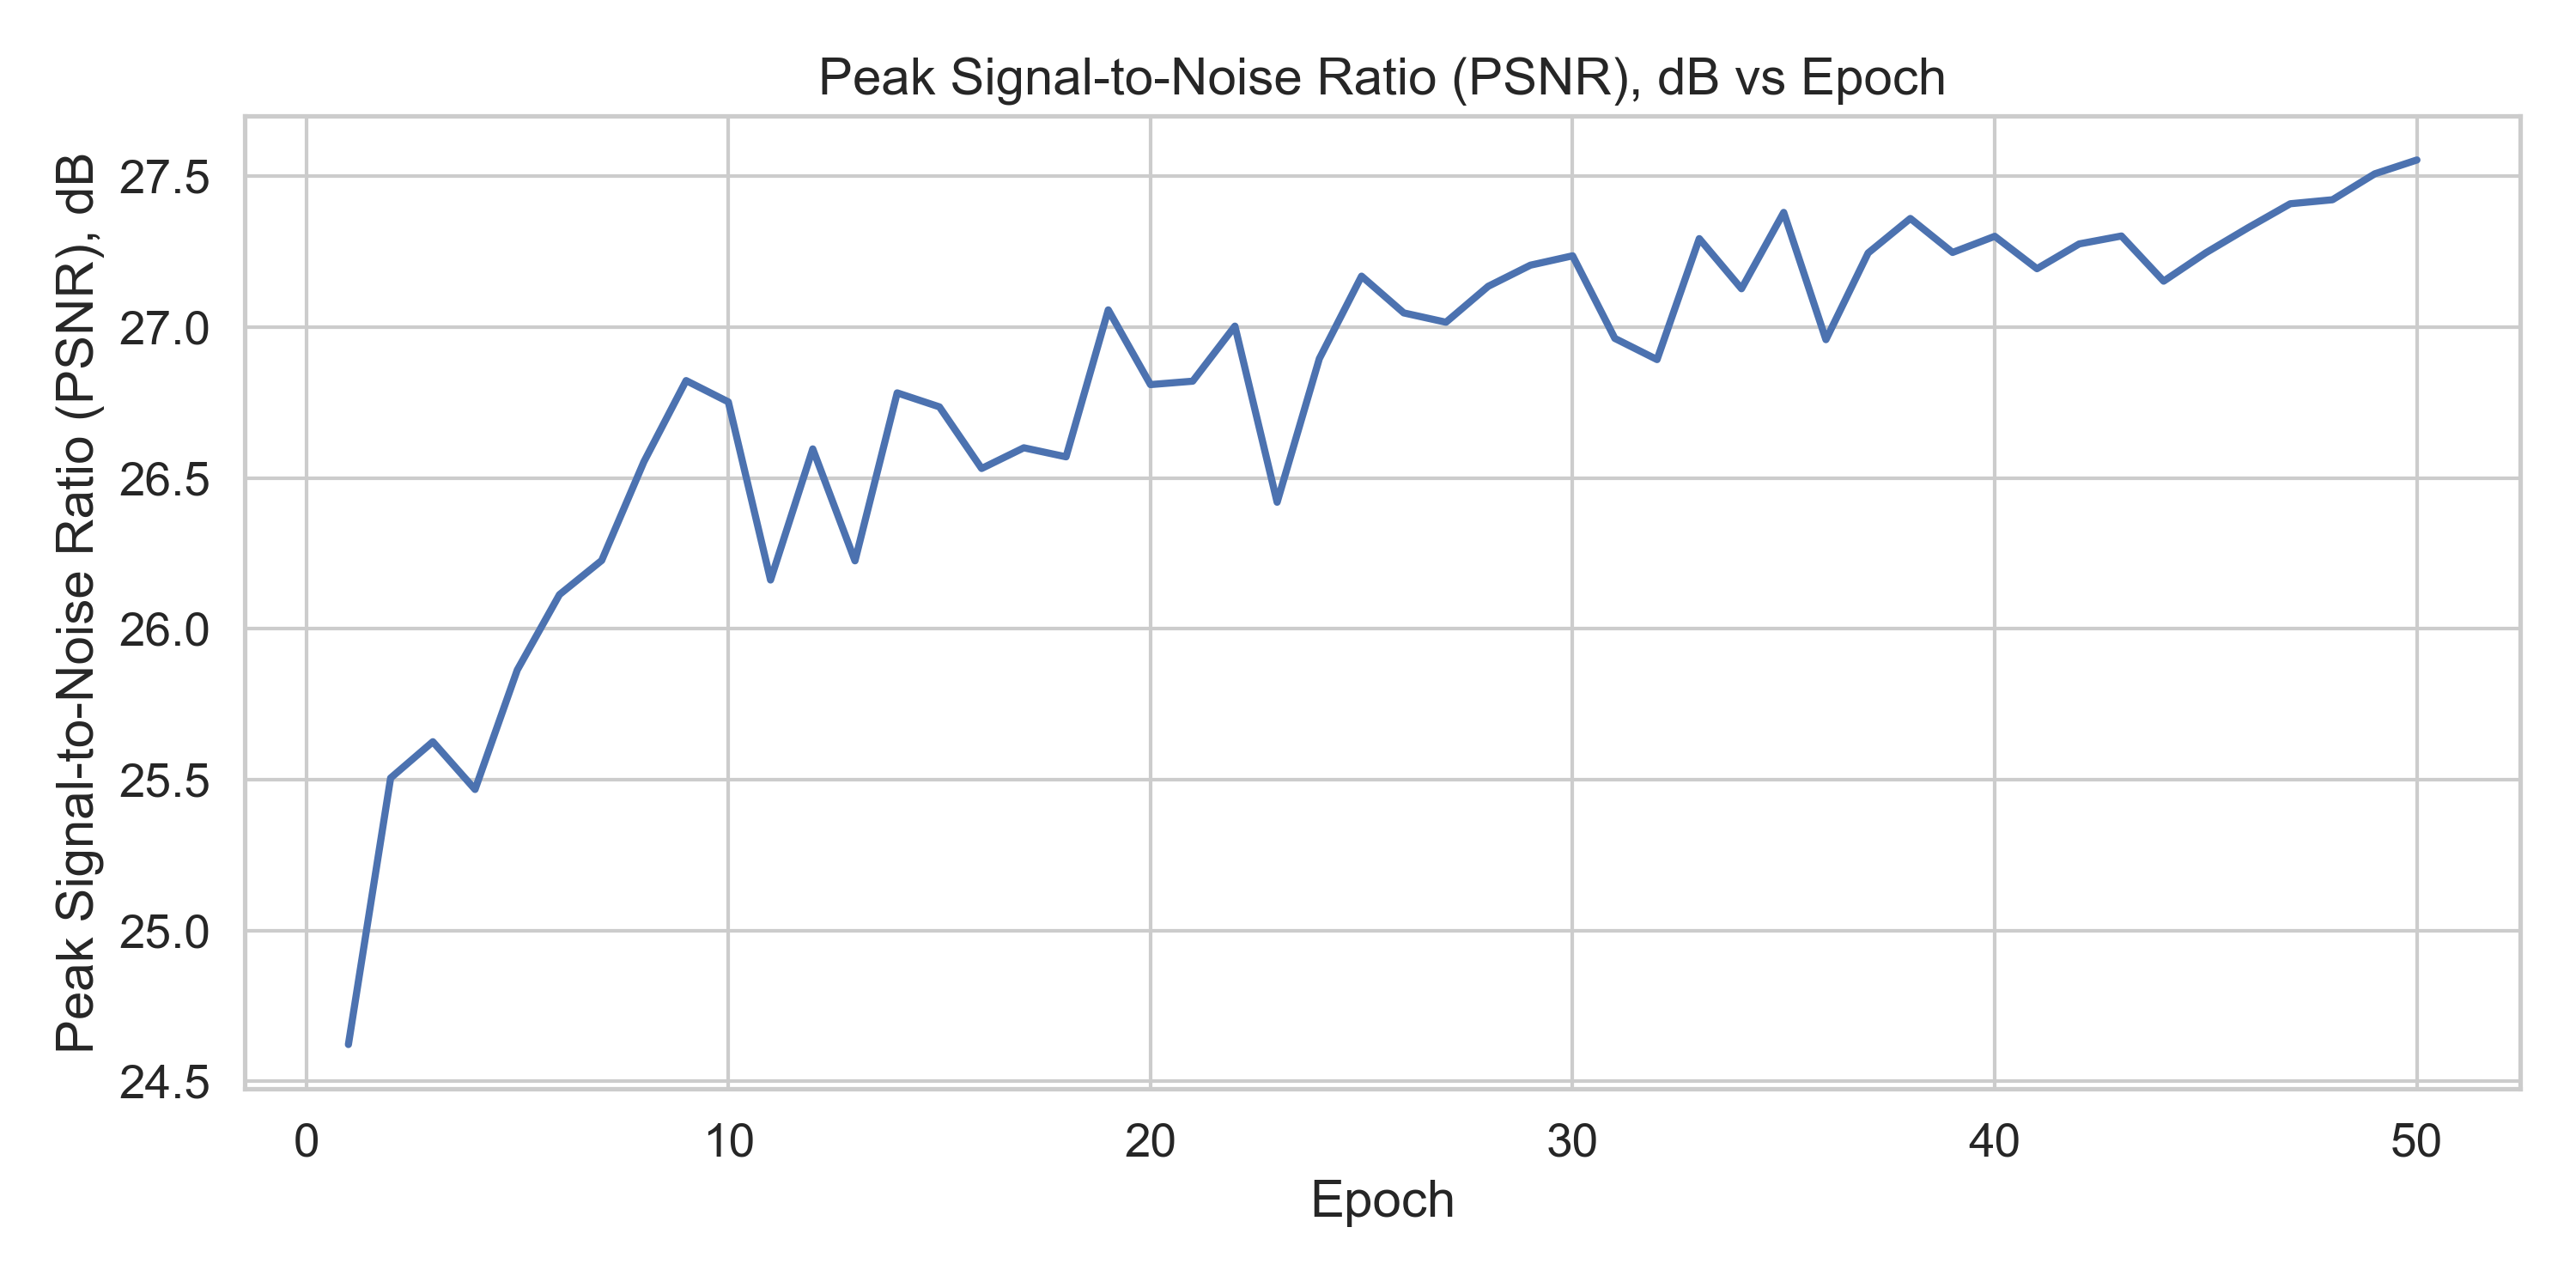 Peak Signal-to-Noise Ratio (PSNR), dB vs Epoch
Peak Signal-to-Noise Ratio (PSNR), dB
27.5
27.0
26.5
26.0
25.5
25.0
24.5
0 10 20 30 40 50
Epoch